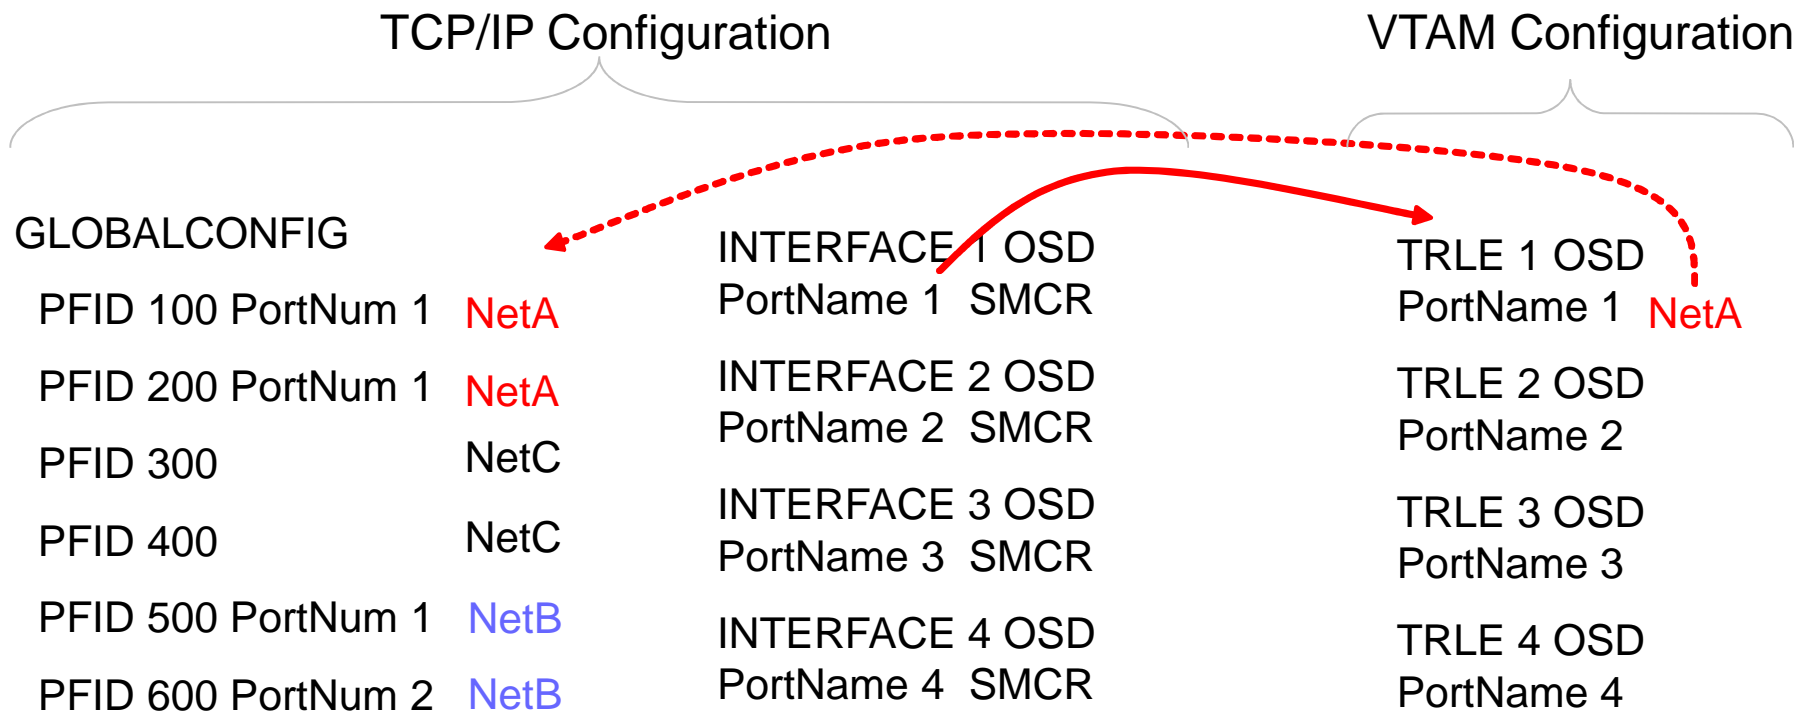 TCP/IP Configuration
VTAM Configuration
GLOBALCONFIG
PFID 100 PortNum 1 NetA
PFID 200 PortNum 1 NetA
PFID 300 NetC
PFID 400 NetC
PFID 500 PortNum 1 NetB
PFID 600 PortNum 2 NetB
INTERFACE 1 OSD
PortName 1 SMCR
INTERFACE 2 OSD
PortName 2 SMCR
INTERFACE 3 OSD
PortName 3 SMCR
INTERFACE 4 OSD
PortName 4 SMCR
TRLE 1 OSD
PortName 1 NetA
TRLE 2 OSD
PortName 2
TRLE 3 OSD
PortName 3
TRLE 4 OSD
PortName 4